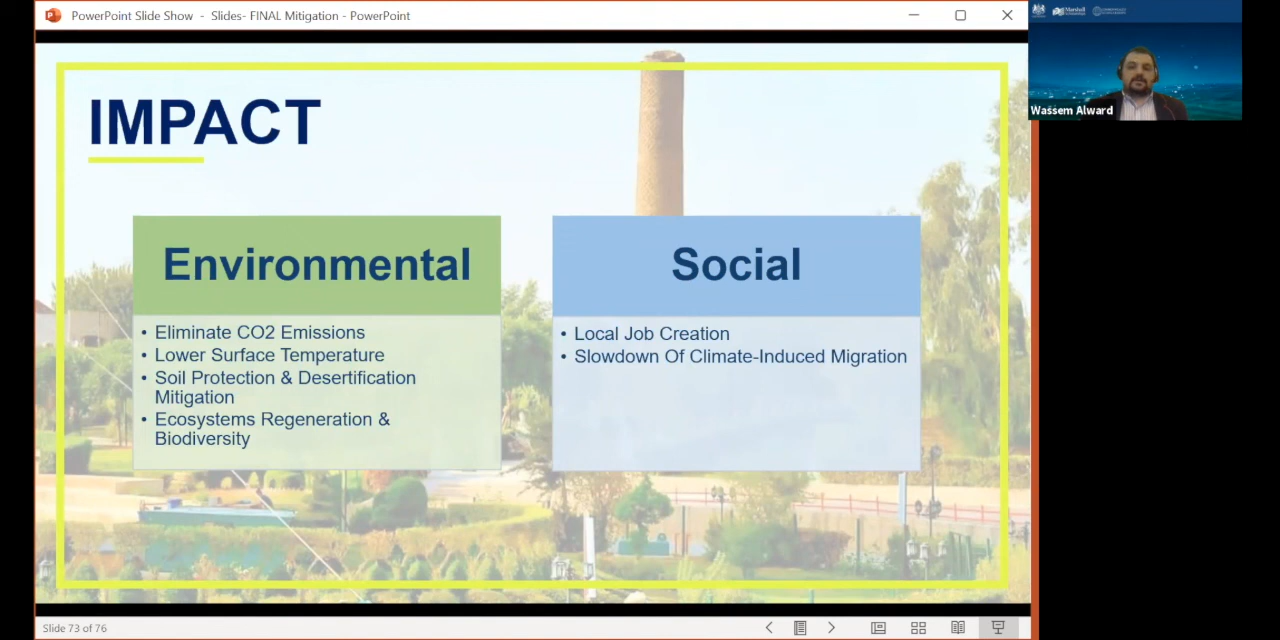 PowerPoint Slide Show - Slides- FINAL Mitigation - PowerPoint
Marshall
Wassem Alward
IMPACT
Environmental
• Eliminate CO2 Emissions
• Lower Surface Temperature
• Soil Protection & Desertification
Mitigation
• Ecosystems Regeneration &
Biodiversity
Social
• Local Job Creation
• Slowdown Of Climate-Induced Migration
Slide 73 of 76